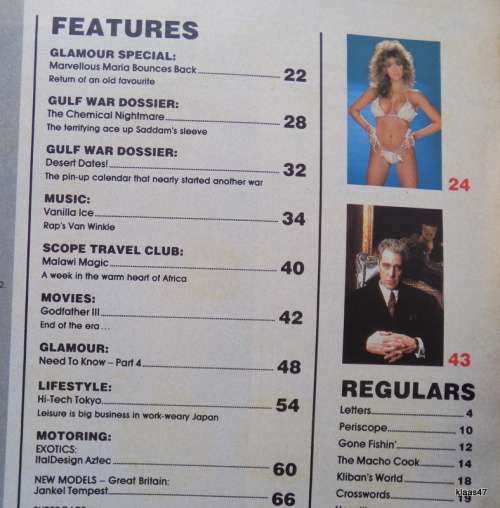 FEATURES
GLAMOUR SPECIAL:
Marvellous Maria Bounces Back 22
Return of an old favourite
GULF WAR DOSSIER:
The Chemical Nightmare 28
The terrifying ace up Saddam's sleeve
GULF WAR DOSSIER:
Desert Dates! 32
The pin-up calendar that nearly started another war
MUSIC:
Vanilla Ice 34
Rap's Van Winkle
SCOPE TRAVEL CLUB:
Malawi Magic 40
A week in the warm heart of Africa
MOVIES:
Godfather III 42
End of the era...
GLAMOUR:
Need To Know – Part 4 48
LIFESTYLE:
Hi-Tech Tokyo 54
Leisure is big business in work-weary Japan
MOTORING:
EXOTICS:
ItalDesign Aztec 60
NEW MODELS – Great Britain:
Jankel Tempest 66
24
43
REGULARS
Letters 4
Periscope 10
Gone Fishin' 12
The Macho Cook 14
Kliban's World 18
Crosswords 19
klaas47